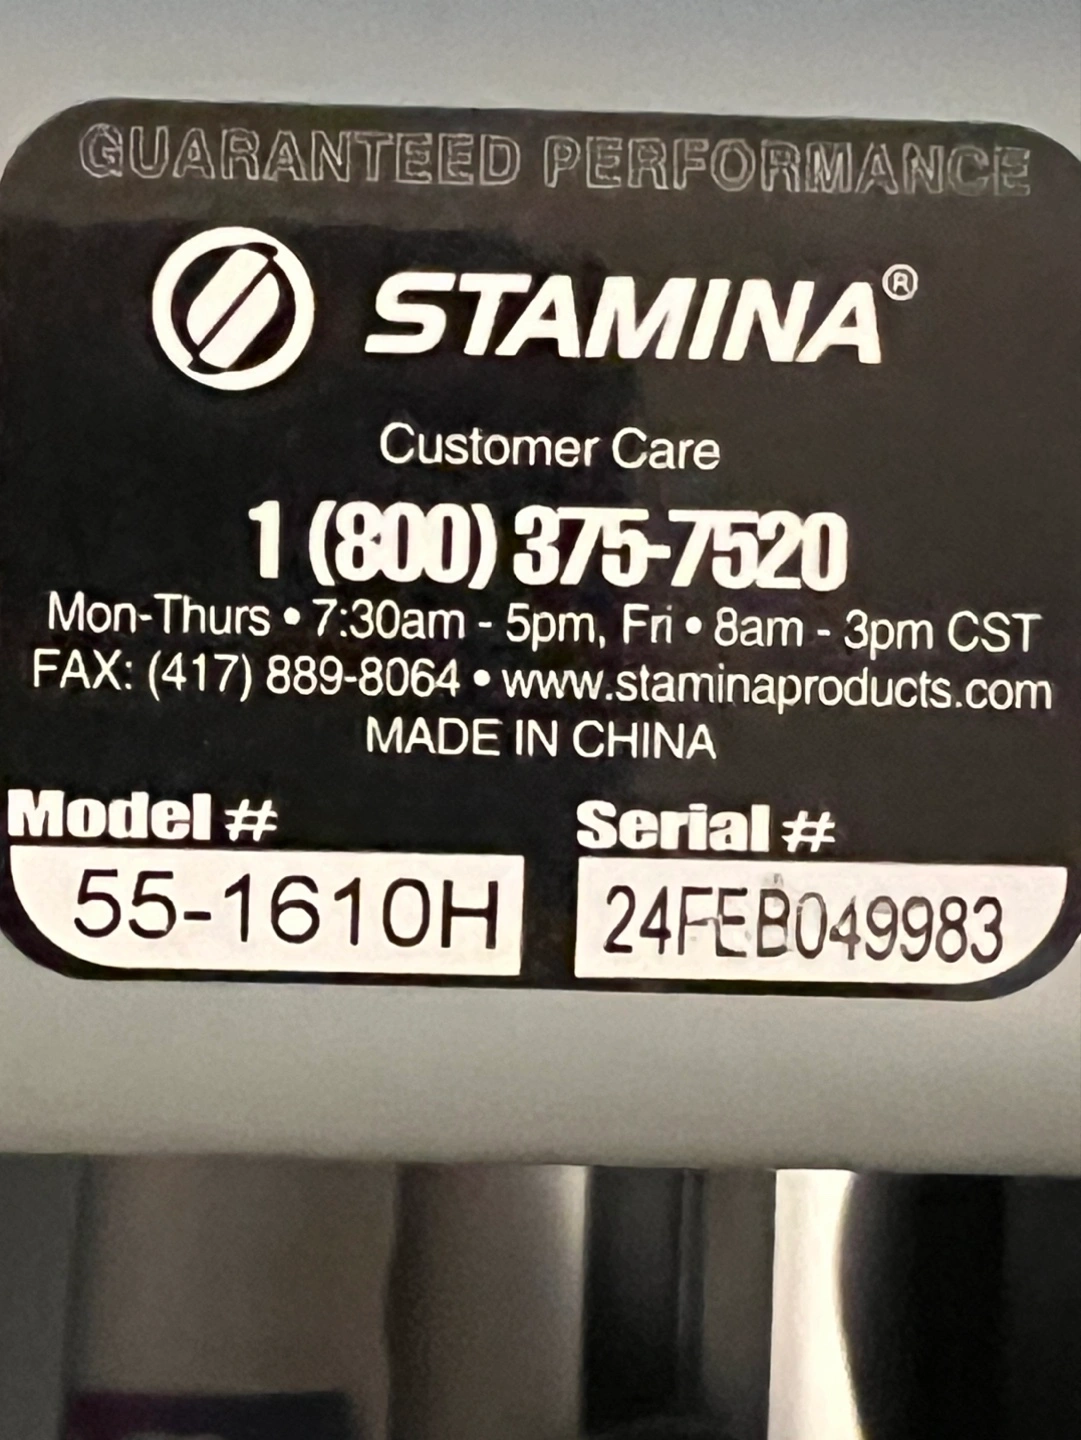 GUARANTEED PERFORMANCE
STAMINA®
Customer Care
1 (800) 375-7520
Mon-Thurs • 7:30am - 5pm, Fri • 8am - 3pm CST
FAX: (417) 889-8064 • www.staminaproducts.com
MADE IN CHINA
Model # Serial #
55-1610H 24FEB049983